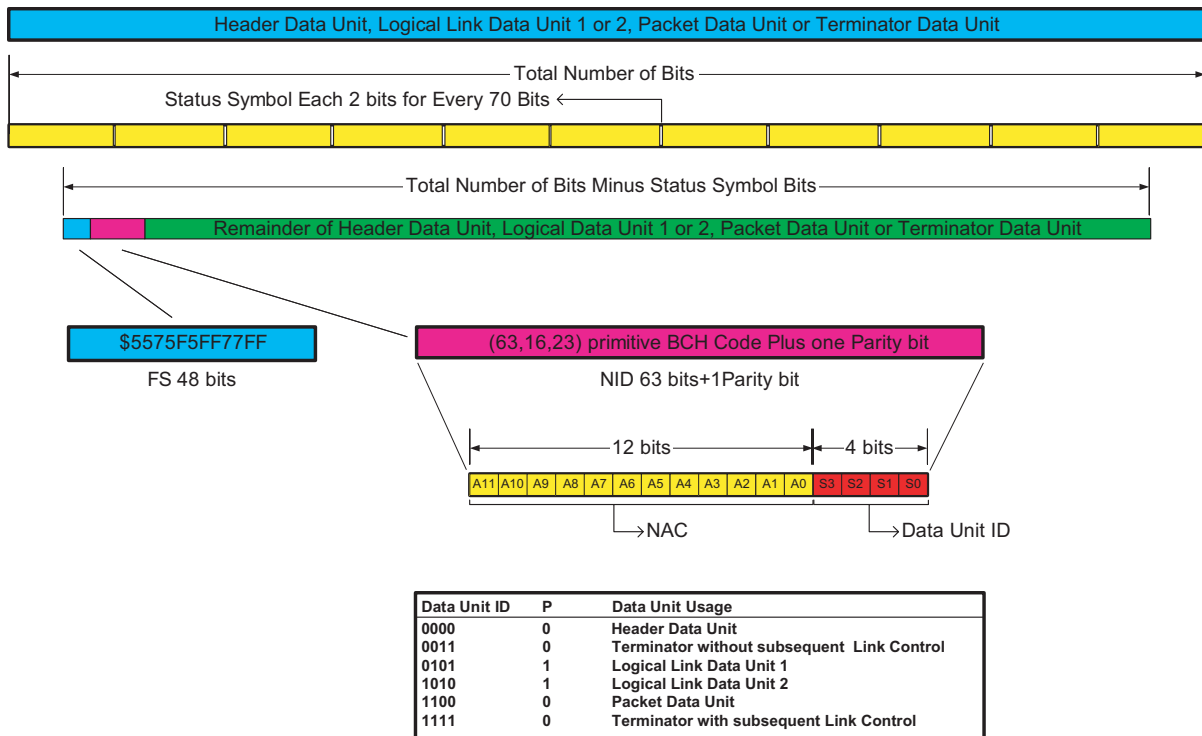 Header Data Unit, Logical Link Data Unit 1 or 2, Packet Data Unit or Terminator Data Unit
Total Number of Bits
Status Symbol Each 2 bits for Every 70 Bits
Total Number of Bits Minus Status Symbol Bits
Remainder of Header Data Unit, Logical Data Unit 1 or 2, Packet Data Unit or Terminator Data Unit
$5575F5FF77FF
(63,16,23) primitive BCH Code Plus one Parity bit
FS 48 bits
NID 63 bits+1Parity bit
12 bits
4 bits
A11 A10 A9 A8 A7 A6 A5 A4 A3 A2 A1 A0 S3 S2 S1 S0
NAC
Data Unit ID
Data Unit ID P Data Unit Usage
0000 0 Header Data Unit
0011 0 Terminator without subsequent Link Control
0101 1 Logical Link Data Unit 1
1010 1 Logical Link Data Unit 2
1100 0 Packet Data Unit
1111 0 Terminator with subsequent Link Control